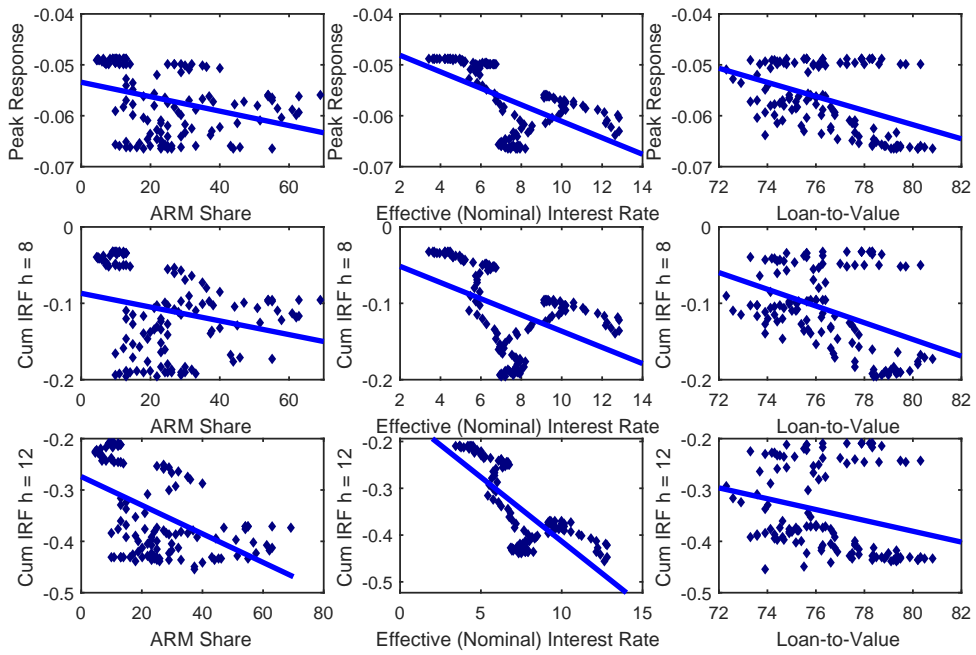 -0.04
-0.05
-0.06
-0.07
Peak Response
0 20 40 60
ARM Share
-0.04
-0.05
-0.06
-0.07
Peak Response
2 4 6 8 10 12 14
Effective (Nominal) Interest Rate
-0.04
-0.05
-0.06
-0.07
Peak Response
72 74 76 78 80 82
Loan-to-Value
0
-0.1
-0.2
Cum IRF h = 8
0 20 40 60 80
ARM Share
0
-0.1
-0.2
Cum IRF h = 8
2 4 6 8 10 12 14
Effective (Nominal) Interest Rate
0
-0.1
-0.2
Cum IRF h = 8
72 74 76 78 80 82
Loan-to-Value
-0.2
-0.3
-0.4
-0.5
Cum IRF h = 12
0 20 40 60 80
ARM Share
-0.2
-0.3
-0.4
-0.5
Cum IRF h = 12
0 5 10 15
Effective (Nominal) Interest Rate
-0.2
-0.3
-0.4
-0.5
Cum IRF h = 12
72 74 76 78 80 82
Loan-to-Value